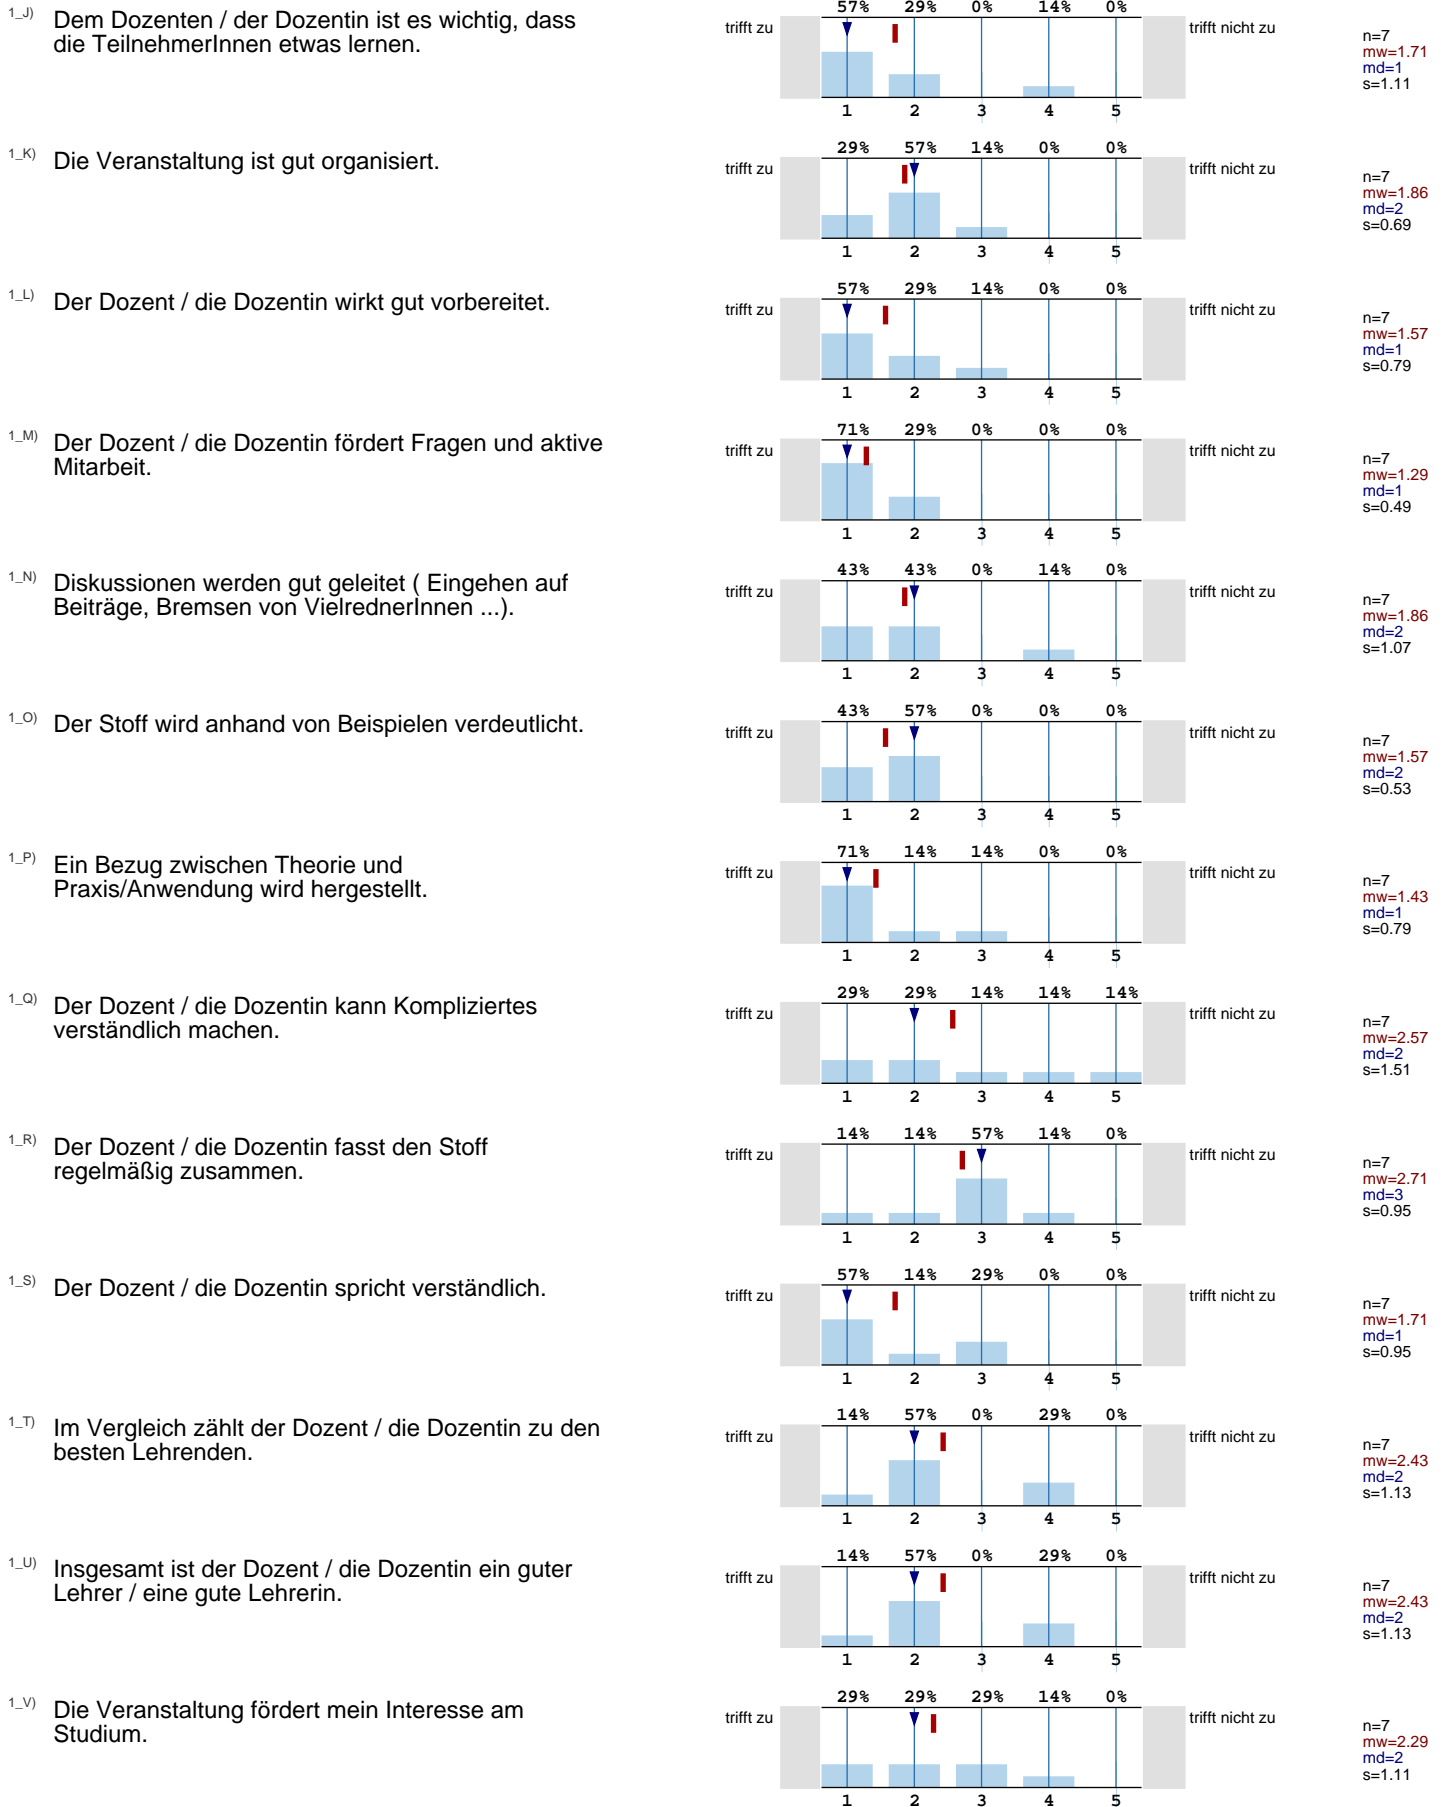 1_J) Dem Dozenten / der Dozentin ist es wichtig, dass
die TeilnehmerInnen etwas lernen.
57% 29% 0% 14% 0%
trifft zu trifft nicht zu
1 2 3 4 5
n=7
mw=1.71
md=1
s=1.11
1_K) Die Veranstaltung ist gut organisiert.
29% 57% 14% 0% 0%
trifft zu trifft nicht zu
1 2 3 4 5
n=7
mw=1.86
md=2
s=0.69
1_L) Der Dozent / die Dozentin wirkt gut vorbereitet.
57% 29% 14% 0% 0%
trifft zu trifft nicht zu
1 2 3 4 5
n=7
mw=1.57
md=1
s=0.79
1_M) Der Dozent / die Dozentin fördert Fragen und aktive
Mitarbeit.
71% 29% 0% 0% 0%
trifft zu trifft nicht zu
1 2 3 4 5
n=7
mw=1.29
md=1
s=0.49
1_N) Diskussionen werden gut geleitet ( Eingehen auf
Beiträge, Bremsen von VielrednerInnen ...).
43% 43% 0% 14% 0%
trifft zu trifft nicht zu
1 2 3 4 5
n=7
mw=1.86
md=2
s=1.07
1_O) Der Stoff wird anhand von Beispielen verdeutlicht.
43% 57% 0% 0% 0%
trifft zu trifft nicht zu
1 2 3 4 5
n=7
mw=1.57
md=2
s=0.53
1_P) Ein Bezug zwischen Theorie und
Praxis/Anwendung wird hergestellt.
71% 14% 14% 0% 0%
trifft zu trifft nicht zu
1 2 3 4 5
n=7
mw=1.43
md=1
s=0.79
1_Q) Der Dozent / die Dozentin kann Kompliziertes
verständlich machen.
29% 29% 14% 14% 14%
trifft zu trifft nicht zu
1 2 3 4 5
n=7
mw=2.57
md=2
s=1.51
1_R) Der Dozent / die Dozentin fasst den Stoff
regelmäßig zusammen.
14% 14% 57% 14% 0%
trifft zu trifft nicht zu
1 2 3 4 5
n=7
mw=2.71
md=3
s=0.95
1_S) Der Dozent / die Dozentin spricht verständlich.
57% 14% 29% 0% 0%
trifft zu trifft nicht zu
1 2 3 4 5
n=7
mw=1.71
md=1
s=0.95
1_T) Im Vergleich zählt der Dozent / die Dozentin zu den
besten Lehrenden.
14% 57% 0% 29% 0%
trifft zu trifft nicht zu
1 2 3 4 5
n=7
mw=2.43
md=2
s=1.13
1_U) Insgesamt ist der Dozent / die Dozentin ein guter
Lehrer / eine gute Lehrerin.
14% 57% 0% 29% 0%
trifft zu trifft nicht zu
1 2 3 4 5
n=7
mw=2.43
md=2
s=1.13
1_V) Die Veranstaltung fördert mein Interesse am
Studium.
29% 29% 29% 14% 0%
trifft zu trifft nicht zu
1 2 3 4 5
n=7
mw=2.29
md=2
s=1.11